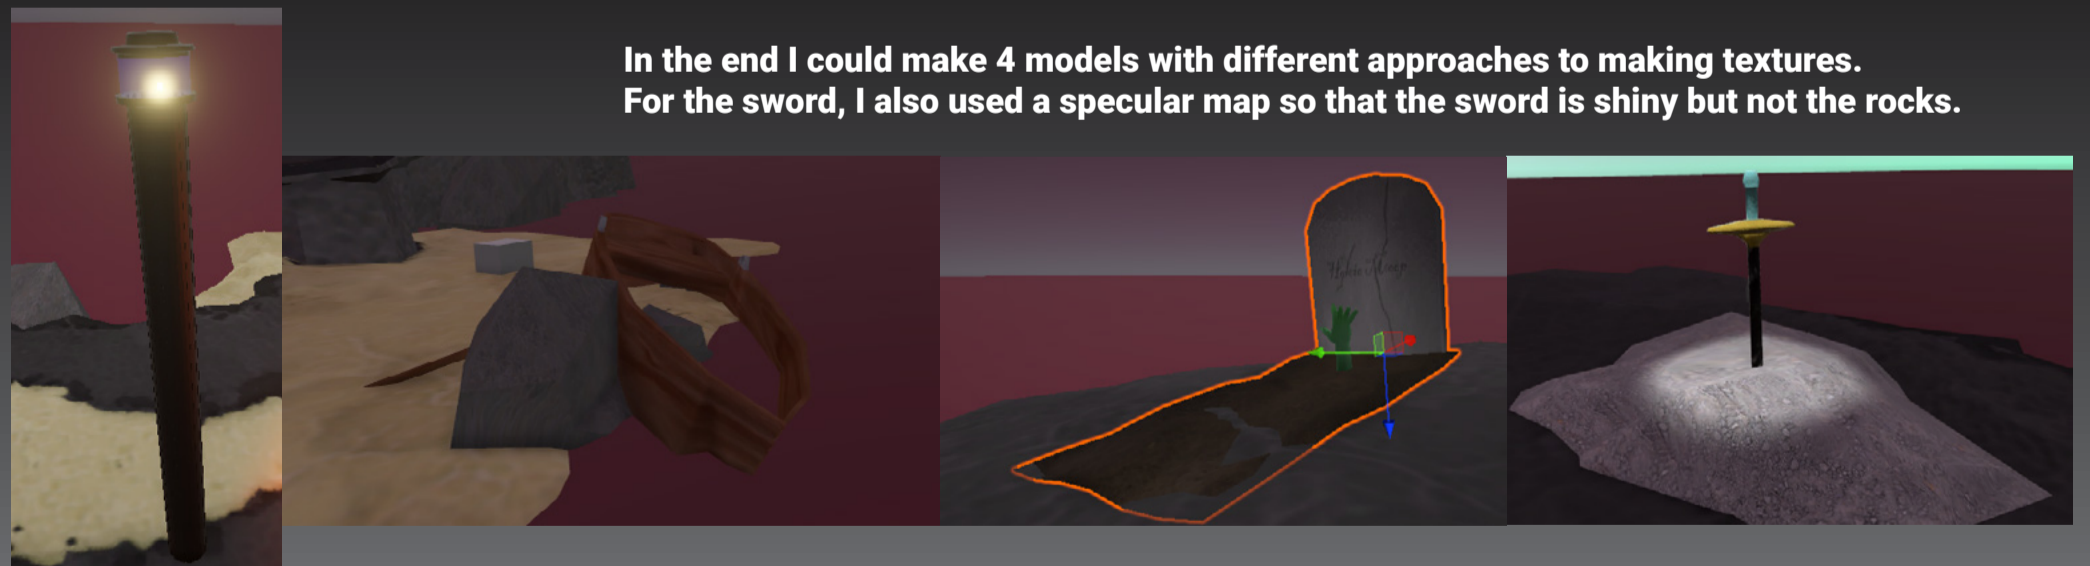 In the end I could make 4 models with different approaches to making textures.
For the sword, I also used a specular map so that the sword is shiny but not the rocks.